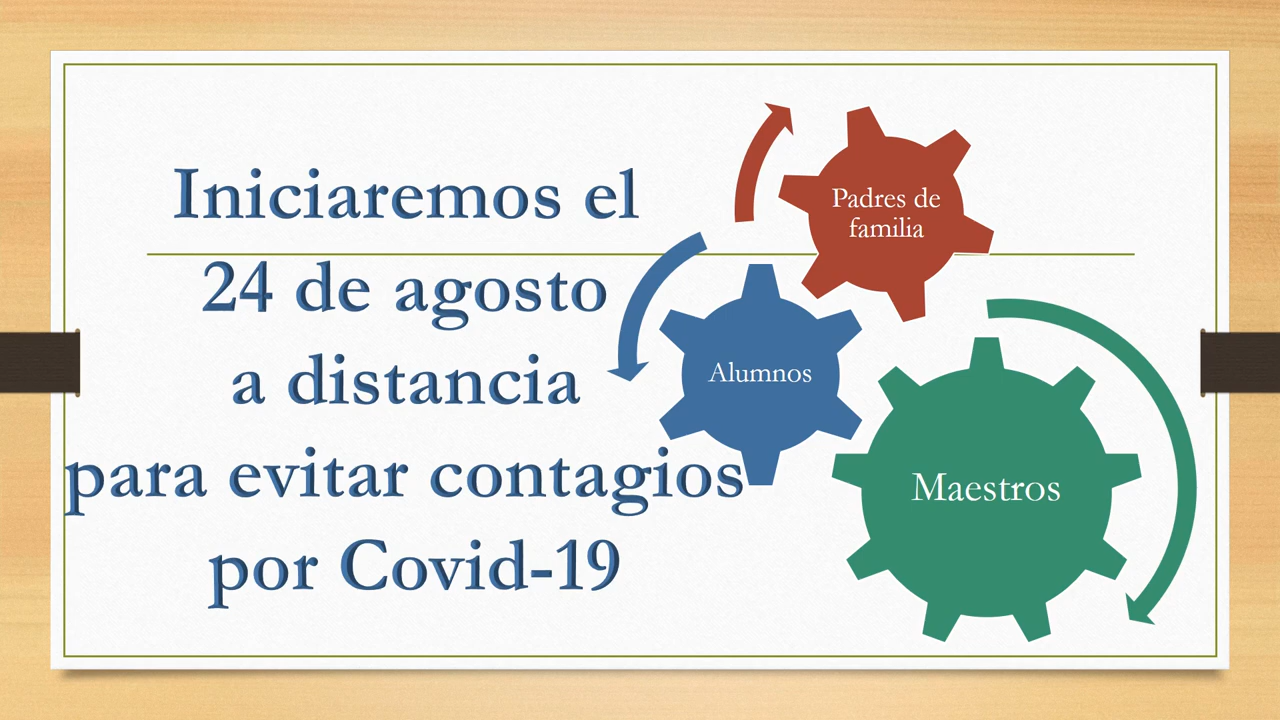 Iniciaremos el
24 de agosto
a distancia
para evitar contagios
por Covid-19
Padres de
familia
Alumnos
Maestros